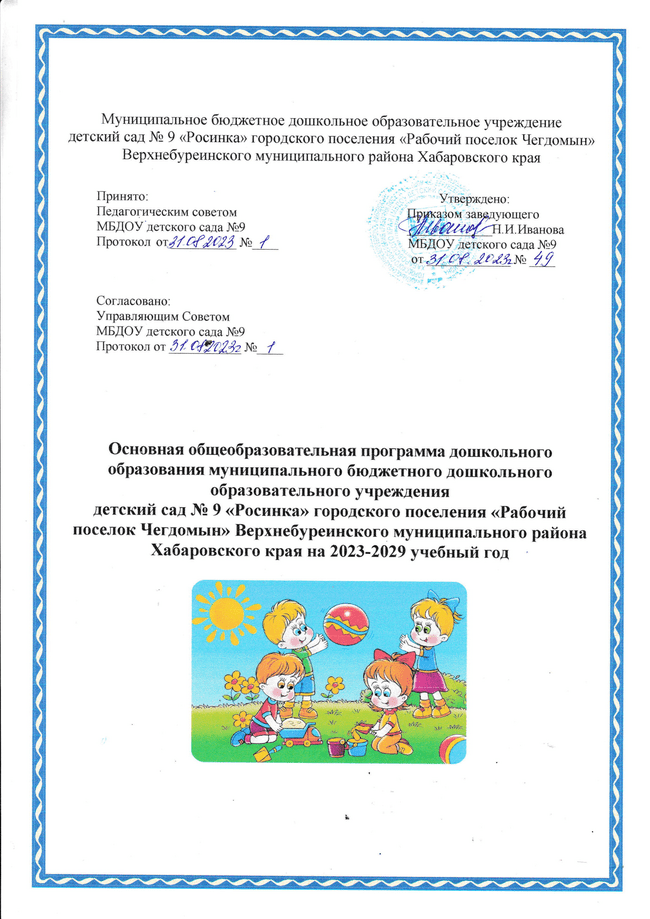 Муниципальное бюджетное дошкольное образовательное учреждение
детский сад № 9 «Росинка» городского поселения «Рабочий поселок Чегдомын»
Верхнебуреинского муниципального района Хабаровского края
Принято:
Педагогическим советом
МБДОУ детского сада №9
Протокол от 31.08.2023 № 1
Утверждено:
Приказом заведующего
Н.И.Иванова
МБДОУ детского сада №9
от 31.08.2023г № 49
Согласовано:
Управляющим Советом
МБДОУ детского сада №9
Протокол от 31.08.2023г № 1
Основная общеобразовательная программа дошкольного
образования муниципального бюджетного дошкольного
образовательного учреждения
детский сад № 9 «Росинка» городского поселения «Рабочий
поселок Чегдомын» Верхнебуреинского муниципального района
Хабаровского края на 2023-2029 учебный год